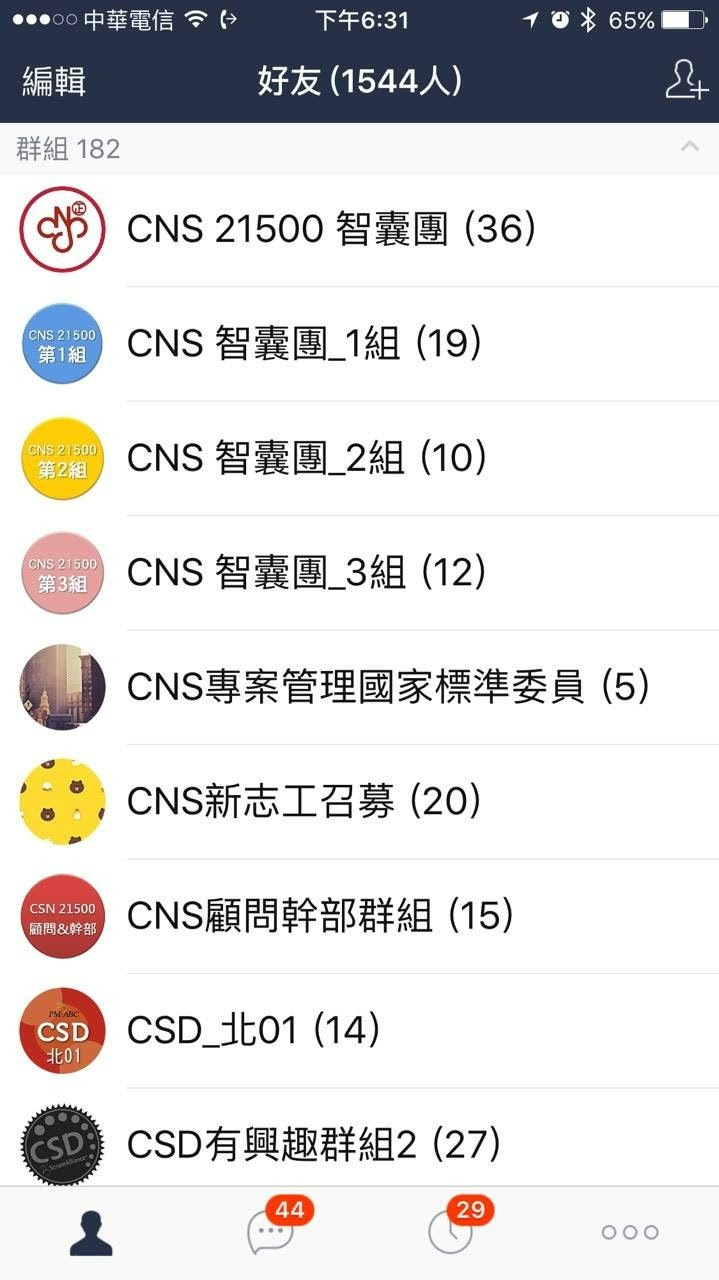 中華電信 下午6:31 65%
編輯 好友 (1544人)
群組 182
CNS 正
CNS 21500 智囊團 (36)
CNS 21500
第1組
CNS 智囊團_1組 (19)
CNS 21500
第2組
CNS 智囊團_2組 (10)
CNS 21500
第3組
CNS 智囊團_3組 (12)
CNS專案管理國家標準委員 (5)
CNS新志工召募 (20)
CSN 21500
顧問&幹部
CNS顧問幹部群組 (15)
PM-ABC
CSD
北01
CSD_北01 (14)
CSD
ScrumAlliance
CSD有興趣群組2 (27)
44 29